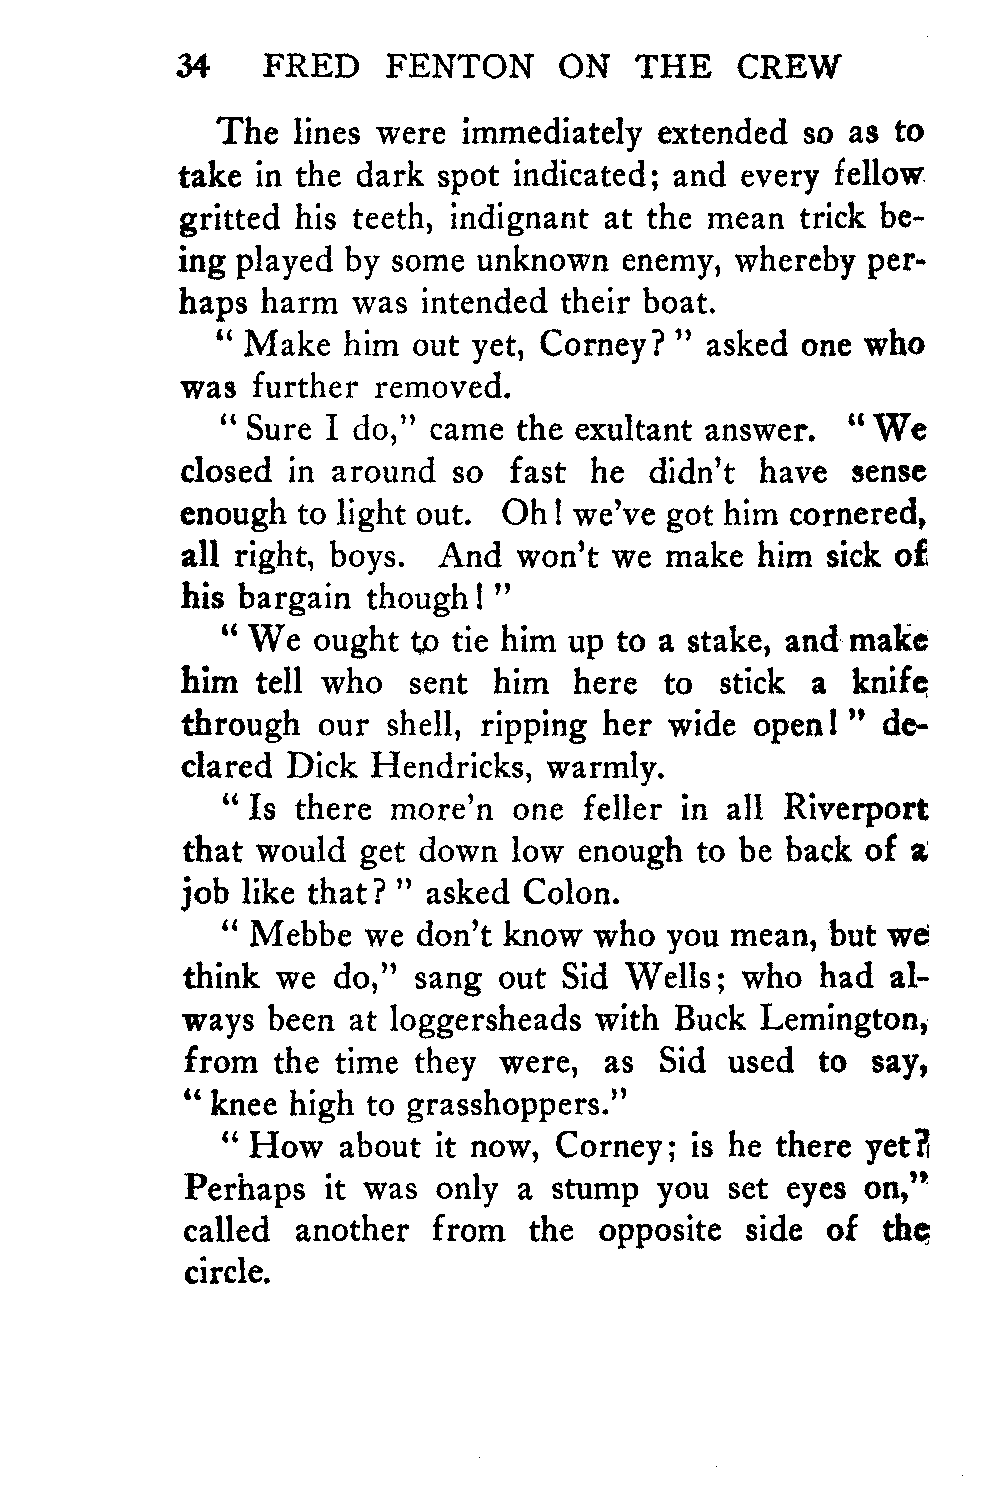 34 FRED FENTON ON THE CREW
The lines were immediately extended so as to
take in the dark spot indicated; and every fellow
gritted his teeth, indignant at the mean trick be-
ing played by some unknown enemy, whereby per-
haps harm was intended their boat.
“ Make him out yet, Corney? ” asked one who
was further removed.
“ Sure I do,” came the exultant answer. “ We
closed in around so fast he didn’t have sense
enough to light out. Oh! we’ve got him cornered,
all right, boys. And won’t we make him sick of
his bargain though! ”
“ We ought to tie him up to a stake, and make
him tell who sent him here to stick a knife
through our shell, ripping her wide open! ” de-
clared Dick Hendricks, warmly.
“ Is there more’n one feller in all Riverport
that would get down low enough to be back of a
job like that? ” asked Colon.
“ Mebbe we don’t know who you mean, but we
think we do,” sang out Sid Wells; who had al-
ways been at loggersheads with Buck Lemington,
from the time they were, as Sid used to say,
“ knee high to grasshoppers.”
“ How about it now, Corney; is he there yet?
Perhaps it was only a stump you set eyes on,”
called another from the opposite side of the
circle.